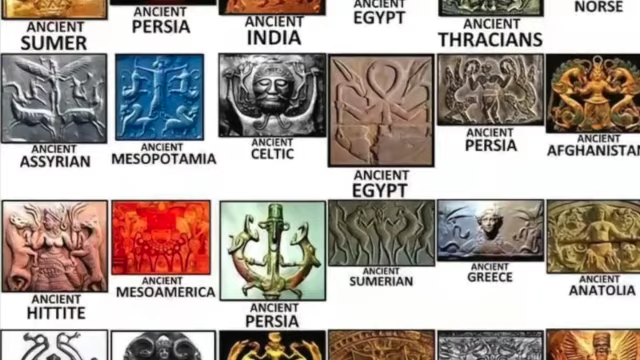 ANCIENT
SUMER
ANCIENT
PERSIA
ANCIENT
INDIA
ANCIENT
EGYPT
ANCIENT
THRACIANS
NORSE
ANCIENT
ASSYRIAN
ANCIENT
MESOPOTAMIA
ANCIENT
CELTIC
ANCIENT
EGYPT
ANCIENT
PERSIA
ANCIENT
AFGHANISTAN
ANCIENT
HITTITE
ANCIENT
MESOAMERICA
ANCIENT
PERSIA
ANCIENT
SUMERIAN
ANCIENT
GREECE
ANCIENT
ANATOLIA